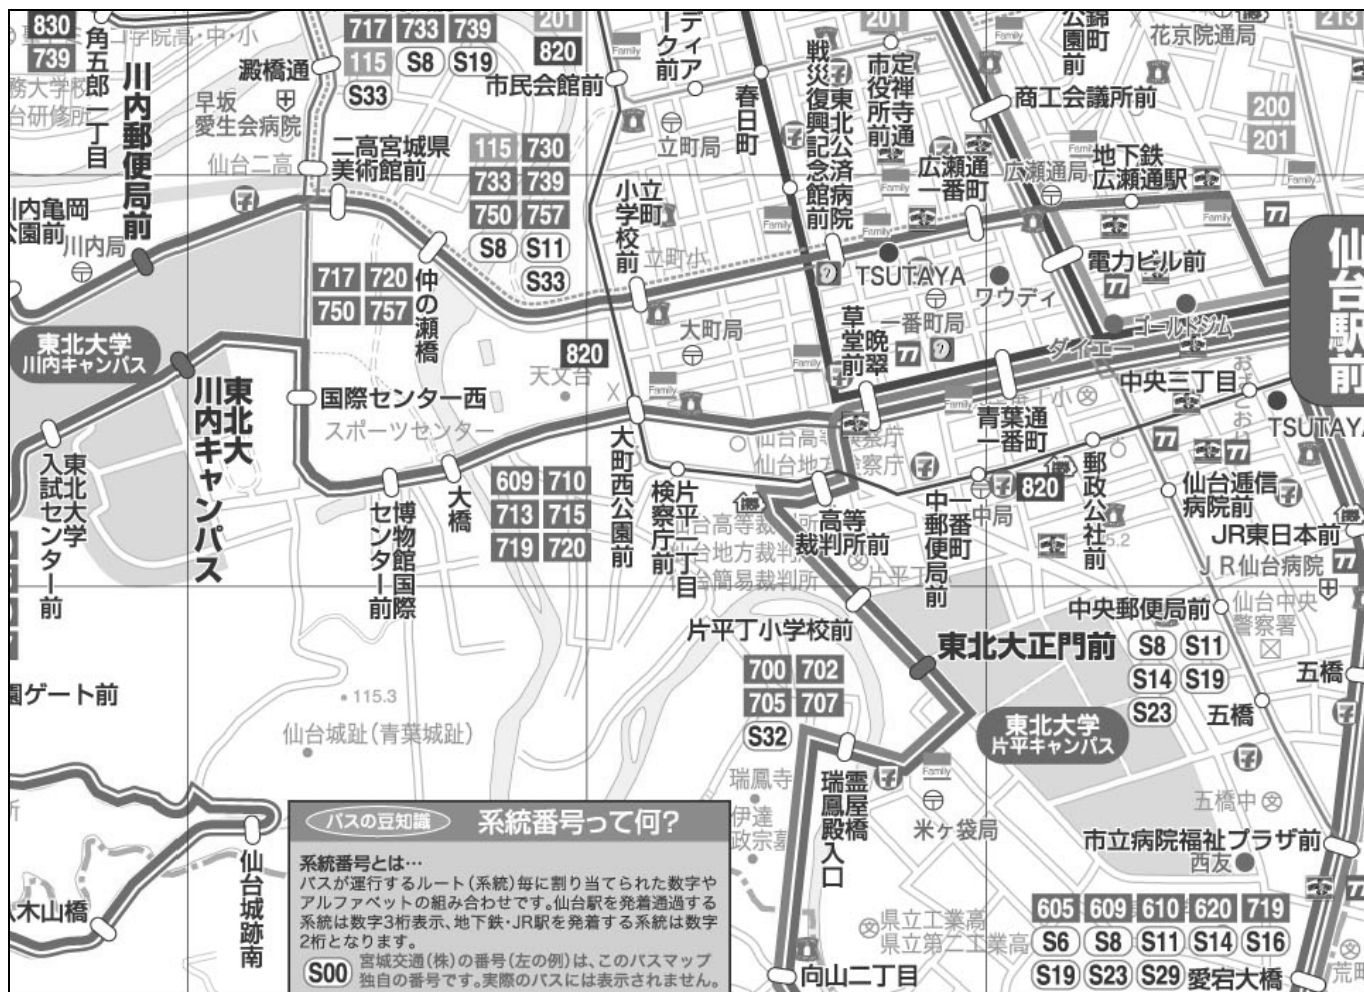 830
739
角五郎一丁目
川内郵便局前
澱橋通
早坂
愛生会病院
仙台二高
717 733 739
115 S8 S19
S33
二高宮城県
美術館前
201
820
市民会館前
115 730
733 739
750 757
S8 S11
S33
717 720
750 757
仲の瀬橋
立町
小学校前
立町局
立町小
春日町
戦災復興記念館前
東北公済病院
定禅寺通
市役所前
201
商工会議所前
花京院通局
213
200
201
地下鉄
広瀬通駅
広瀬通局
広瀬通
一番町
電力ビル前
TSUTAYA
ワウディ
一番町局
ゴールドジム
ダイエー
仙台駅前
川内局
東北大学
川内キャンパス
東北大
川内キャンパス
東北大学
入試センター前
国際センター西
スポーツセンター
天文台
820
大町局
晩翠
草堂前
青葉通
一番町
中央三丁目
TSUTAYA
博物館国際
センター前
大橋
609 710
713 715
719 720
大町西公園前
片平一丁目
検察庁前
高等
裁判所前
仙台地方裁判所
仙台簡易裁判所
片平丁
一番町
中郵便局前
820
郵政公社前
仙台逓信
病院前
JR東日本前
JR仙台病院
仙台中央
警察署
中央郵便局前
S8 S11
S14 S19
S23
五橋
五橋
片平丁小学校前
東北大正門前
700 702
705 707
S32
東北大学
片平キャンパス
115.3
仙台城趾(青葉城趾)
瑞鳳寺
伊達
政宗墓
霊屋橋
瑞鳳殿入口
米ヶ袋局
五橋中
市立病院福祉プラザ前
西友
県立工業高
県立第二工業高
向山二丁目
605 609 610 620 719
S6 S8 S11 S14 S16
S19 S23 S29 愛宕大橋
仙台城跡南
木山橋
園ゲート前
バスの豆知識 系統番号って何?
系統番号とは…
バスが運行するルート(系統)毎に割り当てられた数字や
アルファベットの組み合わせです。仙台駅を発着通過する
系統は数字3桁表示、地下鉄・JR駅を発着する系統は数字
2桁となります。
S00 宮城交通(株)の番号(左の例)は、このバスマップ
独自の番号です。実際のバスには表示されません。